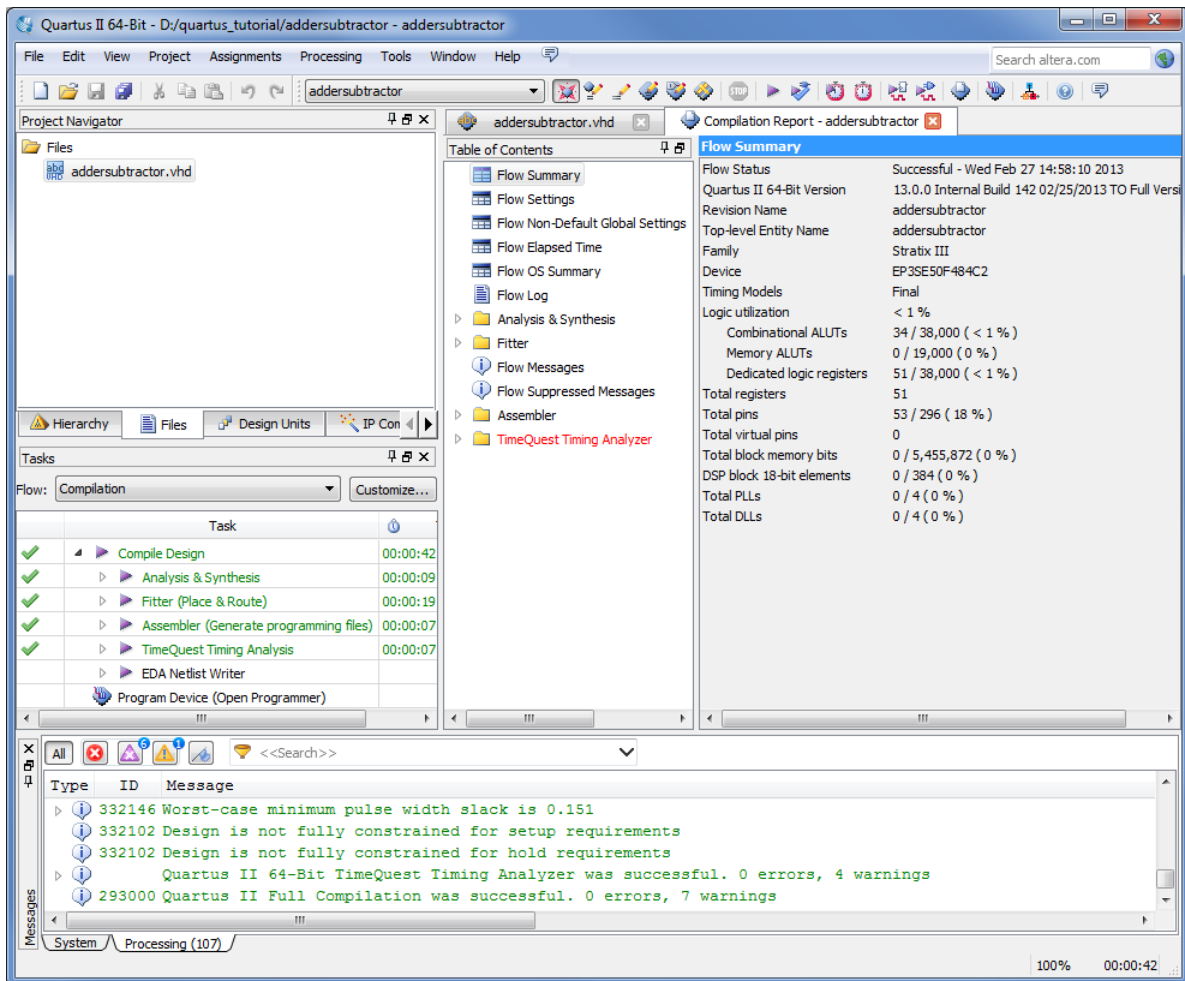 Quartus II 64-Bit - D:/quartus_tutorial/addersubtractor - addersubtractor
File Edit View Project Assignments Processing Tools Window Help
Search altera.com
addersubtractor
Project Navigator
Files
addersubtractor.vhd
Hierarchy Files Design Units IP Con
Tasks
Flow: Compilation Customize...
Task
Compile Design 00:00:42
Analysis & Synthesis 00:00:09
Fitter (Place & Route) 00:00:19
Assembler (Generate programming files) 00:00:07
TimeQuest Timing Analysis 00:00:07
EDA Netlist Writer
Program Device (Open Programmer)
addersubtractor.vhd
Compilation Report - addersubtractor
Table of Contents
Flow Summary
Flow Settings
Flow Non-Default Global Settings
Flow Elapsed Time
Flow OS Summary
Flow Log
Analysis & Synthesis
Fitter
Flow Messages
Flow Suppressed Messages
Assembler
TimeQuest Timing Analyzer
Flow Summary
Flow Status Successful - Wed Feb 27 14:58:10 2013
Quartus II 64-Bit Version 13.0.0 Internal Build 142 02/25/2013 TO Full Versi
Revision Name addersubtractor
Top-level Entity Name addersubtractor
Family Stratix III
Device EP3SE50F484C2
Timing Models Final
Logic utilization < 1 %
Combinational ALUTs 34 / 38,000 ( < 1 % )
Memory ALUTs 0 / 19,000 ( 0 % )
Dedicated logic registers 51 / 38,000 ( < 1 % )
Total registers 51
Total pins 53 / 296 ( 18 % )
Total virtual pins 0
Total block memory bits 0 / 5,455,872 ( 0 % )
DSP block 18-bit elements 0 / 384 ( 0 % )
Total PLLs 0 / 4 ( 0 % )
Total DLLs 0 / 4 ( 0 % )
All 6 1 <<Search>>
Type ID Message
332146 Worst-case minimum pulse width slack is 0.151
332102 Design is not fully constrained for setup requirements
332102 Design is not fully constrained for hold requirements
Quartus II 64-Bit TimeQuest Timing Analyzer was successful. 0 errors, 4 warnings
293000 Quartus II Full Compilation was successful. 0 errors, 7 warnings
Messages
System Processing (107)
100% 00:00:42